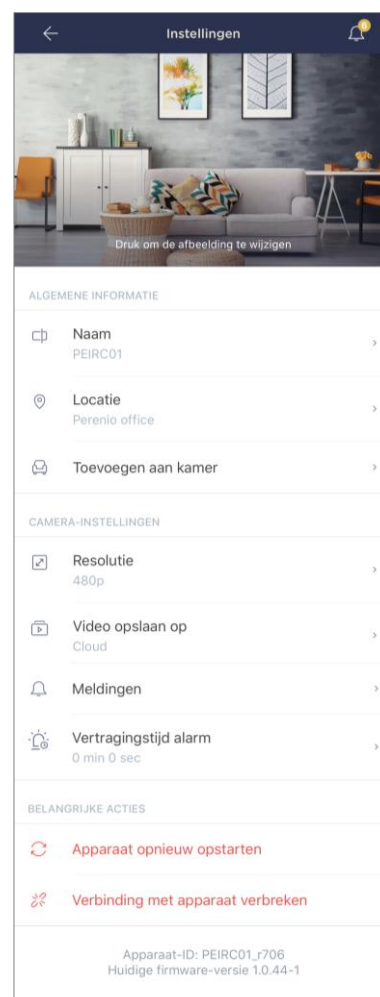 Instellingen
Druk om de afbeelding te wijzigen
ALGEMENE INFORMATIE
Naam
PEIRC01
Locatie
Perenio office
Toevoegen aan kamer
CAMERA-INSTELLINGEN
Resolutie
480p
Video opslaan op
Cloud
Meldingen
Vertragingstijd alarm
0 min 0 sec
BELANGRIJKE ACTIES
Apparaat opnieuw opstarten
Verbinding met apparaat verbreken
Apparaat-ID: PEIRC01_r706
Huidige firmware-versie 1.0.44-1